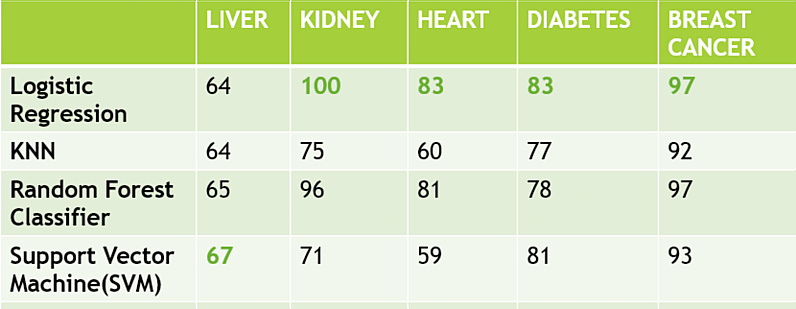 LIVER KIDNEY HEART DIABETES BREAST CANCER
Logistic Regression 64 100 83 83 97
KNN 64 75 60 77 92
Random Forest Classifier 65 96 81 78 97
Support Vector Machine(SVM) 67 71 59 81 93